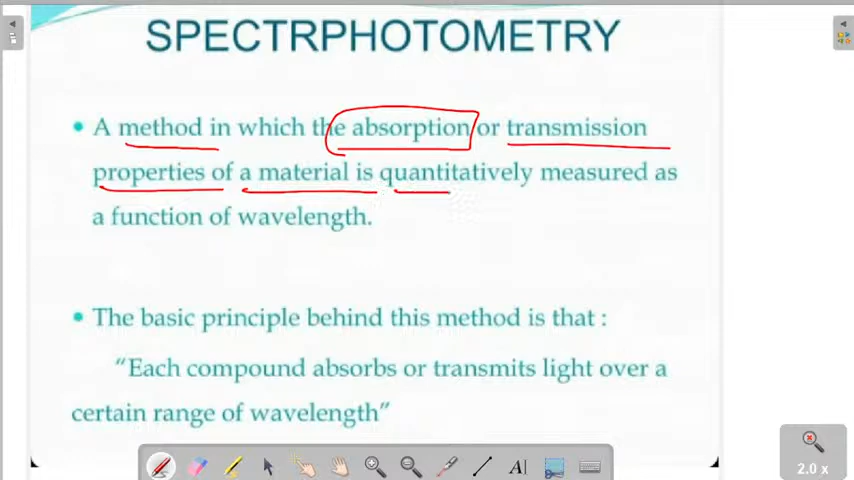 SPECTRPHOTOMETRY
• A method in which the absorption or transmission
properties of a material is quantitatively measured as
a function of wavelength.
• The basic principle behind this method is that :
“Each compound absorbs or transmits light over a
certain range of wavelength”
A
2.0 x